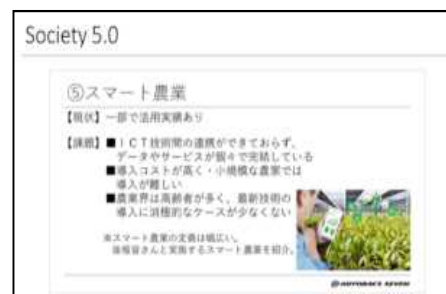 Society 5.0
⑤スマート農業
【現状】一部で活用実績あり
【課題】■ICT技術間の連携ができておらず、
データやサービスが個々で完結している
■導入コストが高く・小規模な農家では
導入が難しい
■農業界は高齢者が多く、最新技術の
導入に消極的なケースが少なくない
※スマート農業の定義は幅広い。